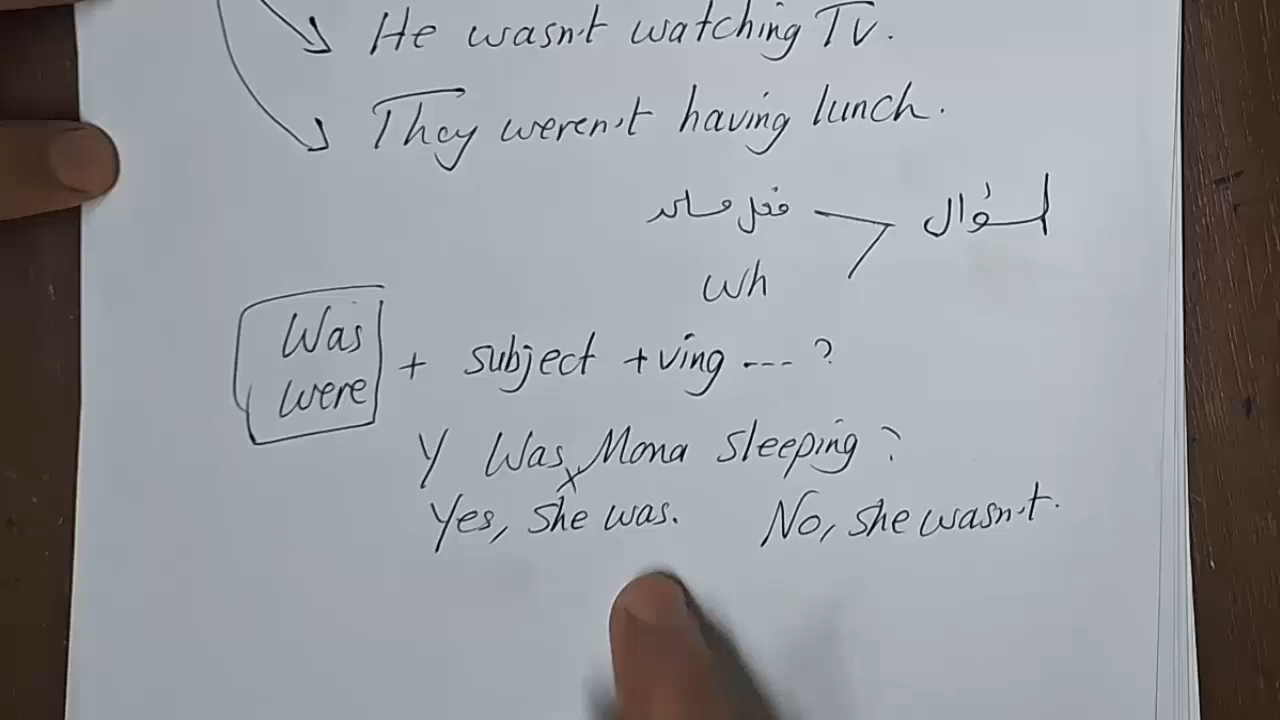 He wasn't watching Tv.
They weren't having lunch.
السؤال
فعل مساعد
Wh
Was
were
+ subject + ving ---- ?
Y Was Mona sleeping ?
x
Yes, she was. No, she wasn't.